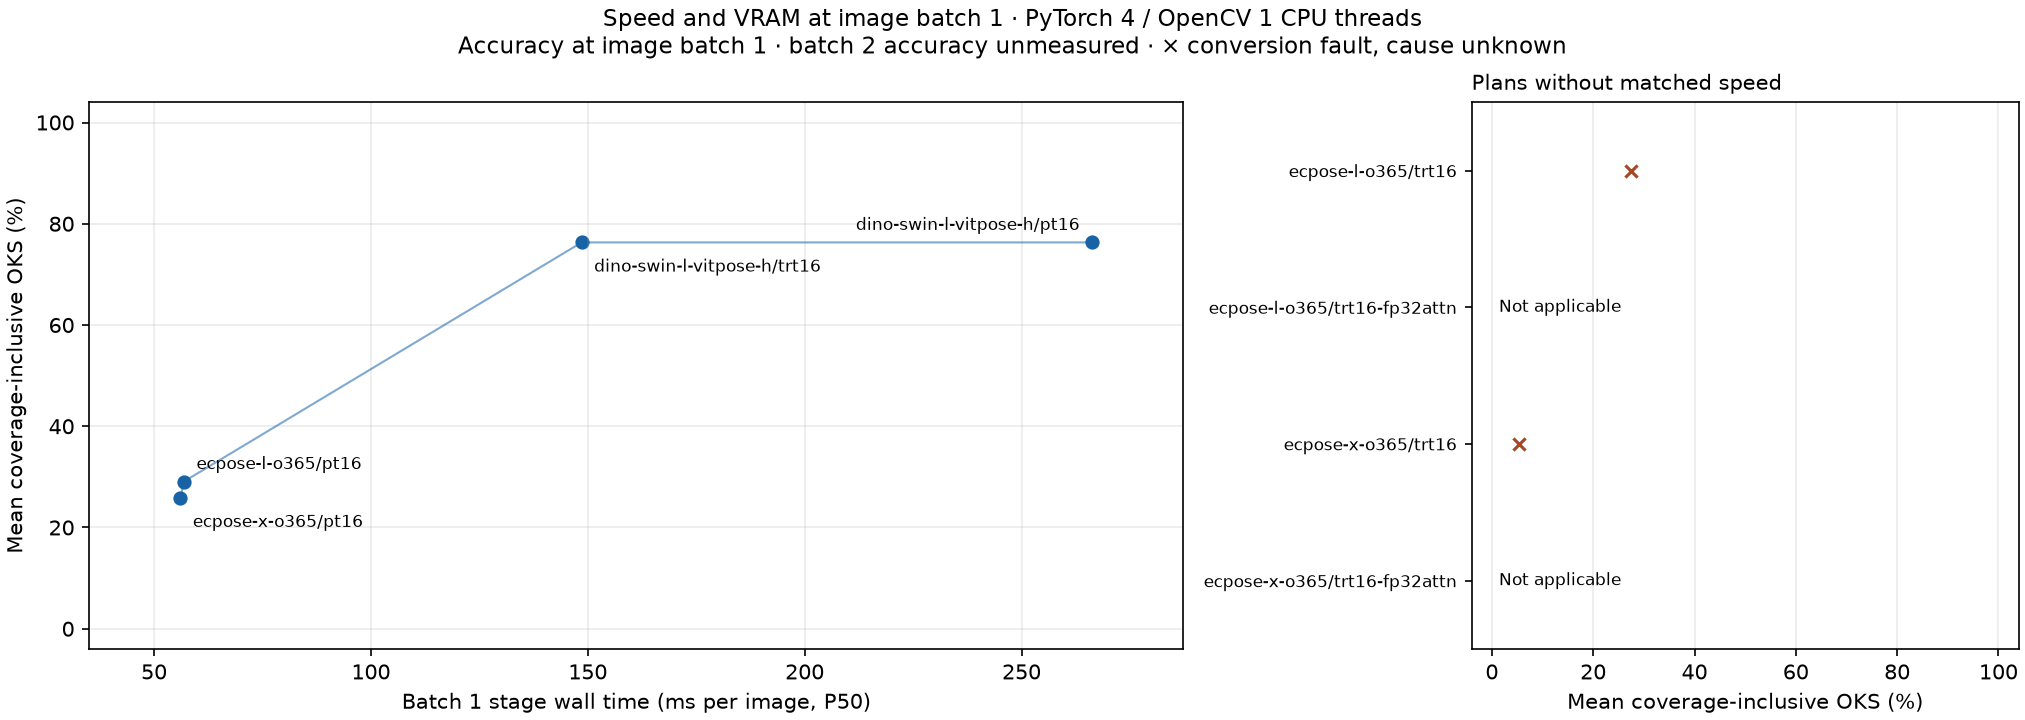 Speed and VRAM at image batch 1 · PyTorch 4 / OpenCV 1 CPU threads
Accuracy at image batch 1 · batch 2 accuracy unmeasured · × conversion fault, cause unknown
Mean coverage-inclusive OKS (%)
100
80
60
40
20
0
dino-swin-l-vitpose-h/pt16
dino-swin-l-vitpose-h/trt16
ecpose-l-o365/pt16
ecpose-x-o365/pt16
50
100
150
200
250
Batch 1 stage wall time (ms per image, P50)
Plans without matched speed
ecpose-l-o365/trt16
ecpose-l-o365/trt16-fp32attn
Not applicable
ecpose-x-o365/trt16
ecpose-x-o365/trt16-fp32attn
Not applicable
0
20
40
60
80
100
Mean coverage-inclusive OKS (%)